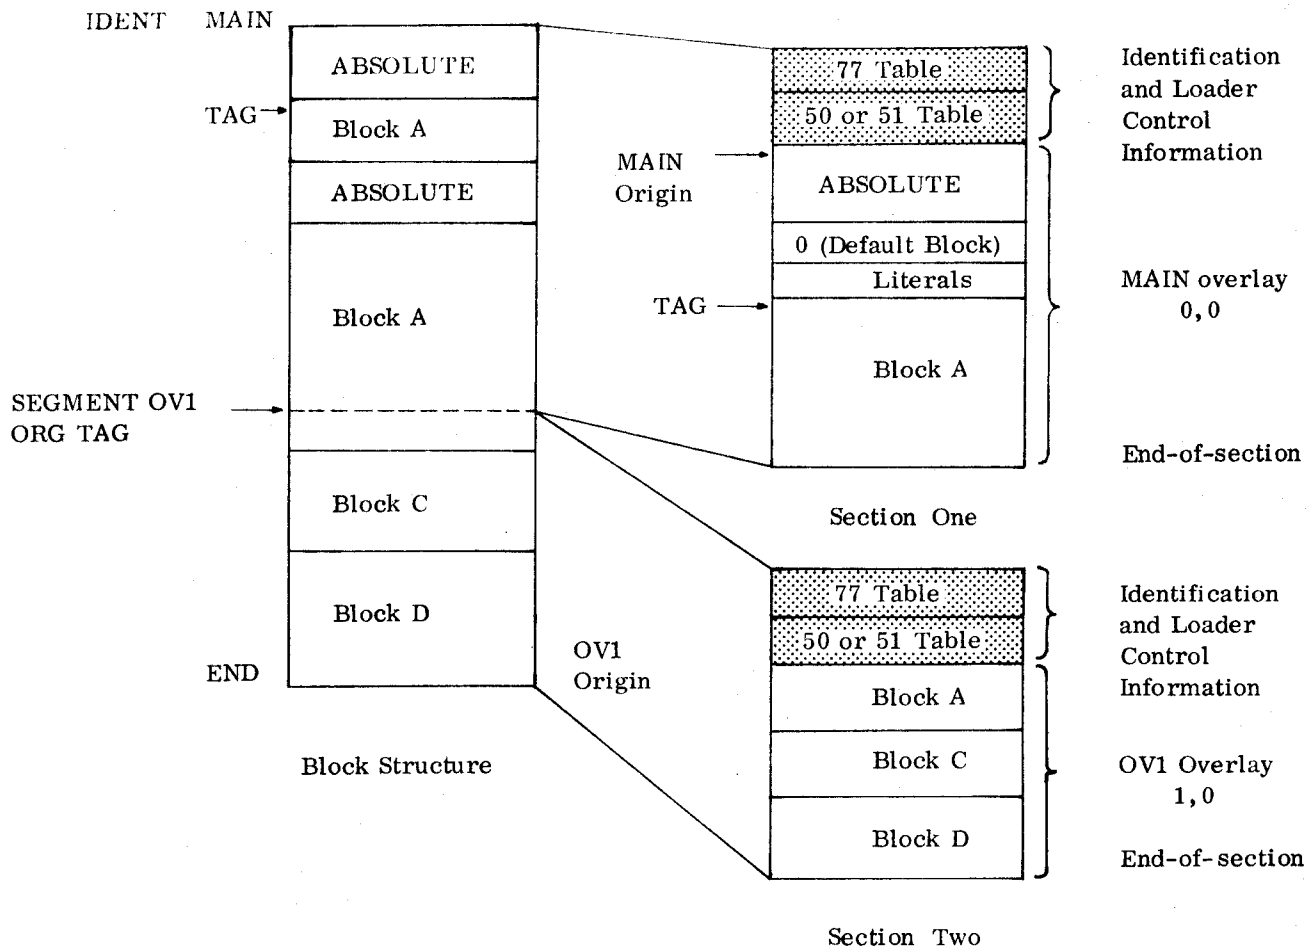 IDENT MAIN
ABSOLUTE
TAG
Block A
ABSOLUTE
Block A
SEGMENT OV1
ORG TAG
Block C
Block D
END
Block Structure
77 Table
50 or 51 Table
Identification
and Loader
Control
Information
MAIN
Origin
ABSOLUTE
0 (Default Block)
Literals
TAG
Block A
MAIN overlay
0,0
End-of-section
Section One
77 Table
50 or 51 Table
Identification
and Loader
Control
Information
OV1
Origin
Block A
Block C
Block D
OV1 Overlay
1,0
End-of-section
Section Two